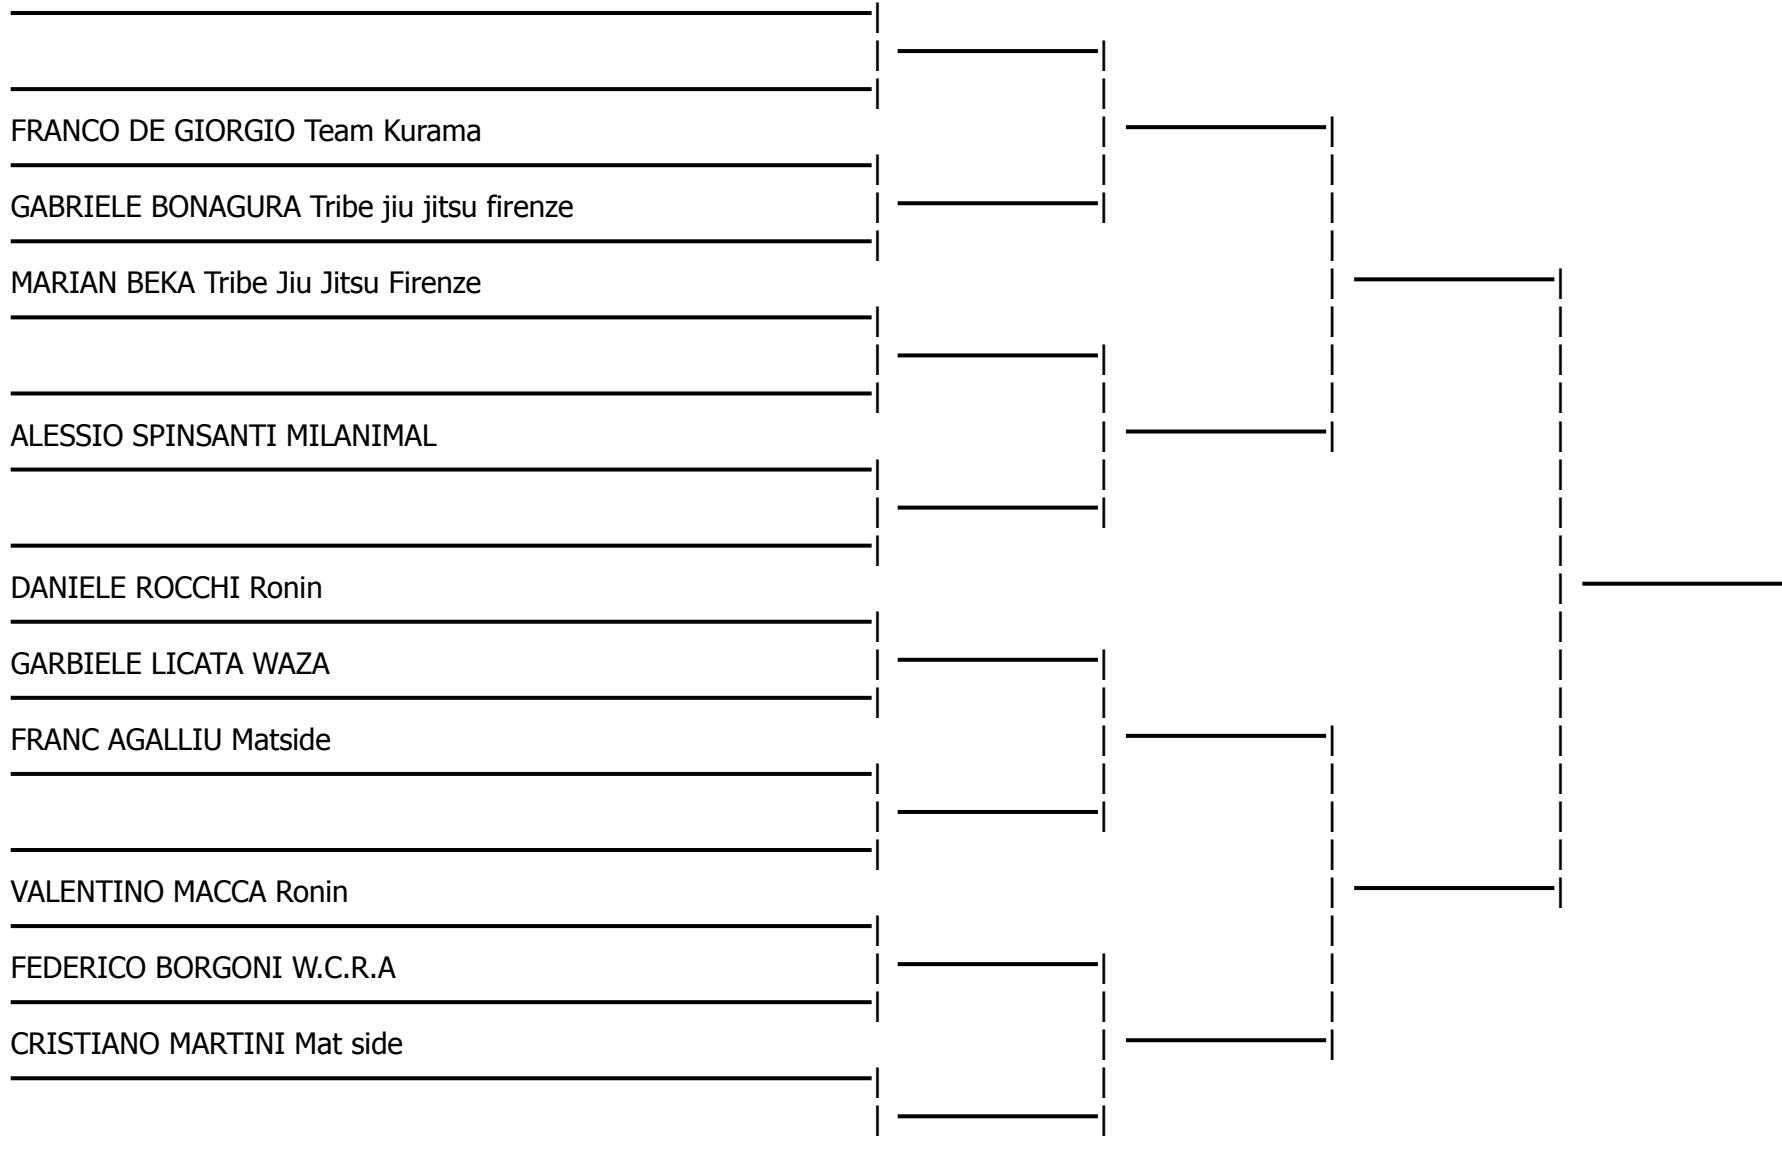 FRANCO DE GIORGIO Team Kurama
GABRIELE BONAGURA Tribe jiu jitsu firenze
MARIAN BEKA Tribe Jiu Jitsu Firenze
ALESSIO SPINSANTI MILANIMAL
DANIELE ROCCHI Ronin
GARBIELE LICATA WAZA
FRANC AGALLIU Matside
VALENTINO MACCA Ronin
FEDERICO BORGONI W.C.R.A
CRISTIANO MARTINI Mat side